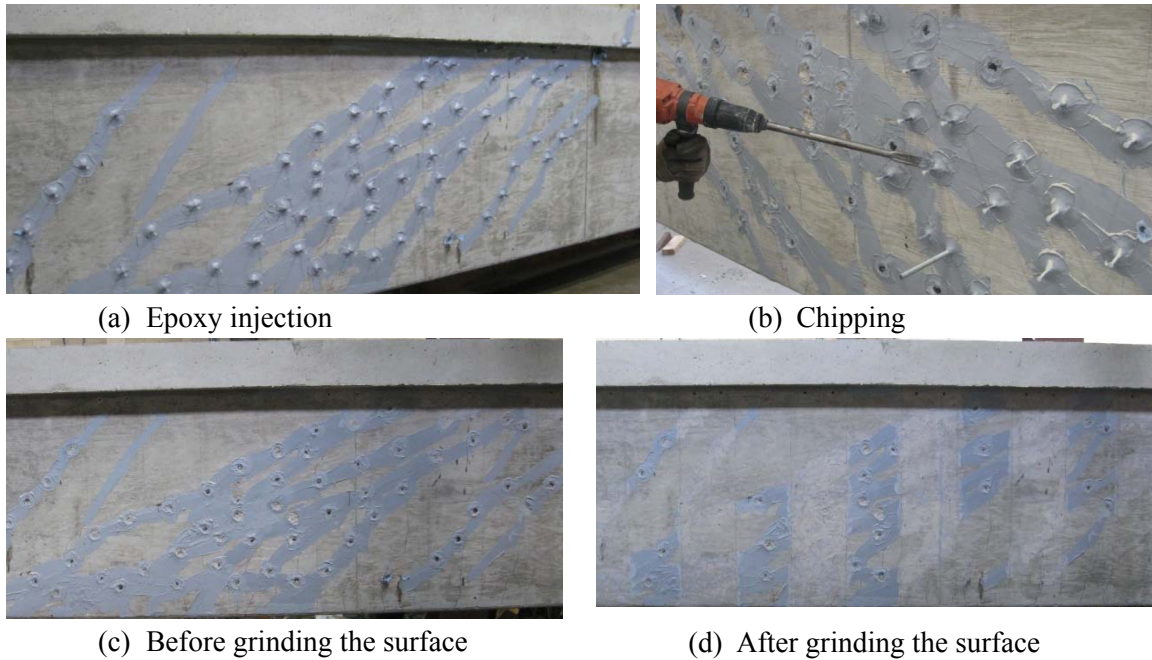 (a) Epoxy injection
(b) Chipping
(c) Before grinding the surface
(d) After grinding the surface